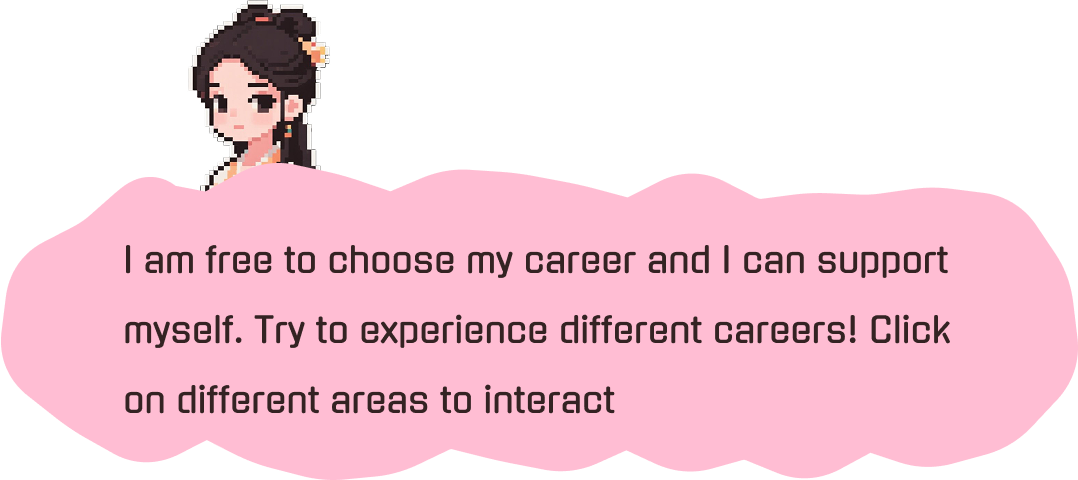 I am free to choose my career and I can support
myself. Try to experience different careers! Click
on different areas to interact